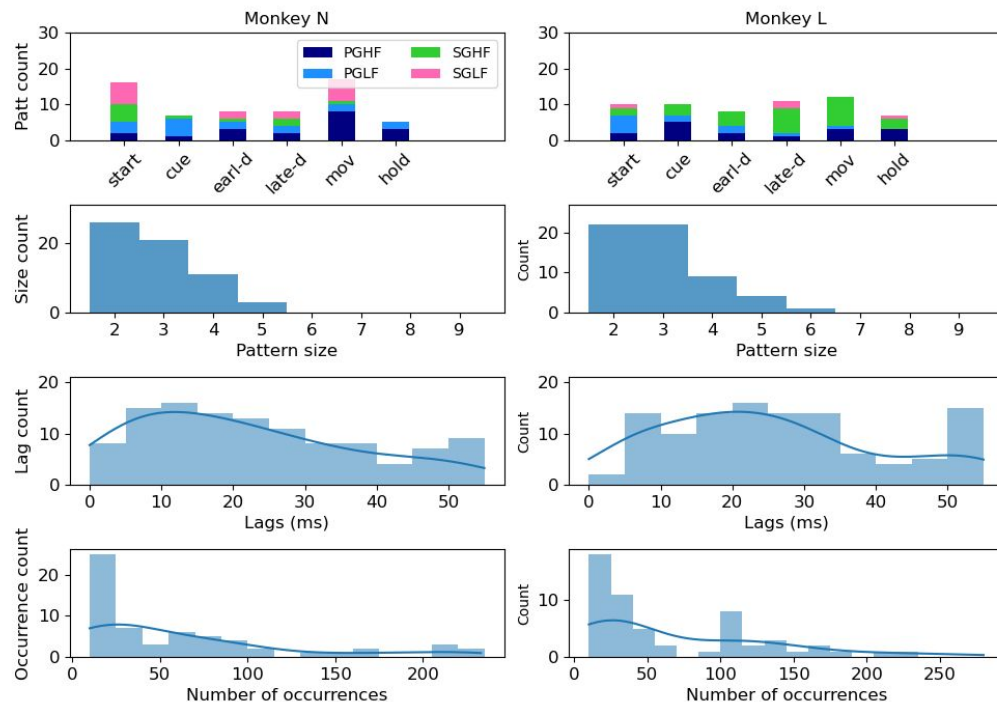 Monkey N
Monkey L
Patt count
30
20
10
0
PGHF
PGLF
SGHF
SGLF
start
cue
earl-d
late-d
mov
hold
30
20
10
0
start
cue
earl-d
late-d
mov
hold
Size count
20
0
2 3 4 5 6 7 8 9
Pattern size
Count
20
10
0
2 3 4 5 6 7 8 9
Pattern size
Lag count
20
10
0
0 10 20 30 40 50
Lags (ms)
Count
20
10
0
0 10 20 30 40 50
Lags (ms)
Occurrence count
20
10
0
50 100 150 200
Number of occurrences
Count
10
0
0 50 100 150 200 250
Number of occurrences